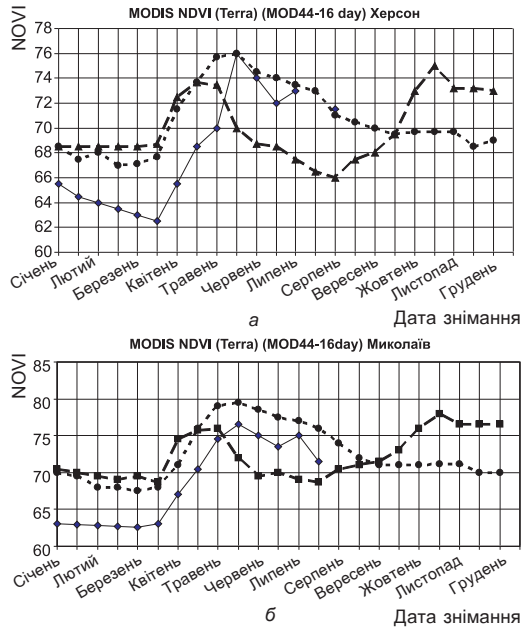 MODIS NDVI (Terra) (MOD44-16 day) Херсон
NOVI
78
76
74
72
70
68
66
64
62
60
Січень
Лютий
Березень
Квітень
Травень
Червень
Липень
Серпень
Вересень
Жовтень
Листопад
Грудень
а
Дата знімання
MODIS NDVI (Terra) (MOD44-16day) Миколаїв
NOVI
85
80
75
70
65
60
Січень
Лютий
Березень
Квітень
Травень
Червень
Липень
Серпень
Вересень
Жовтень
Листопад
Грудень
б
Дата знімання